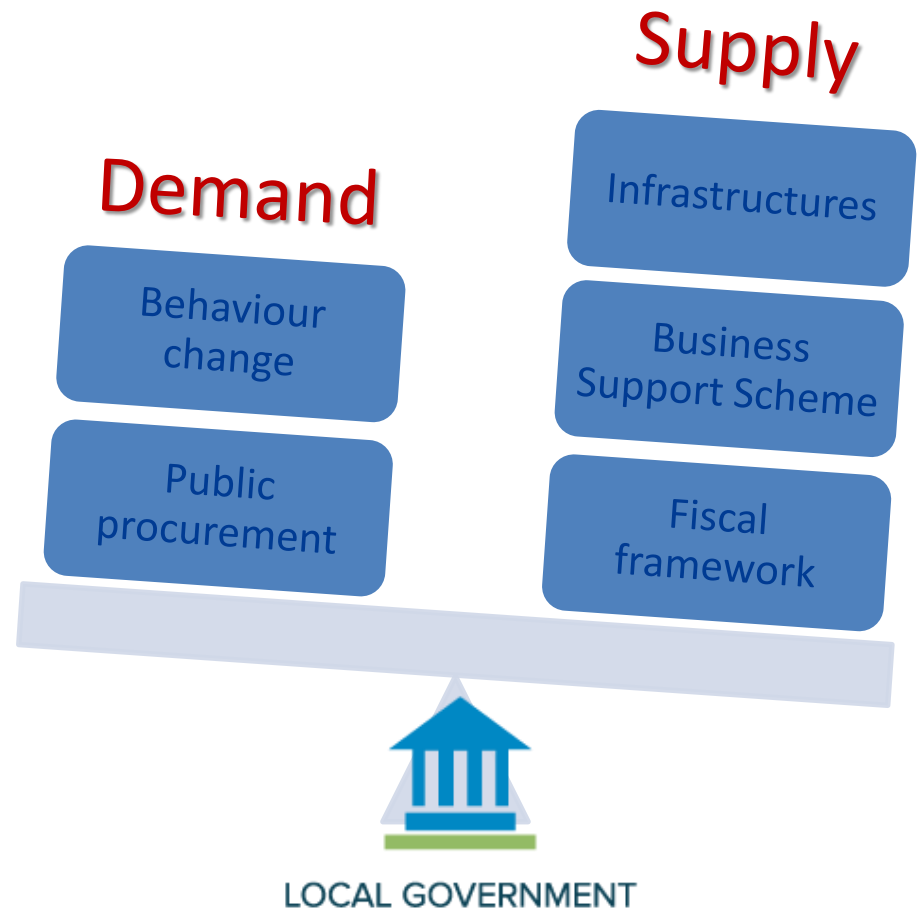 Supply
Demand
Infrastructures
Behaviour
change
Business
Support Scheme
Public
procurement
Fiscal
framework
LOCAL GOVERNMENT